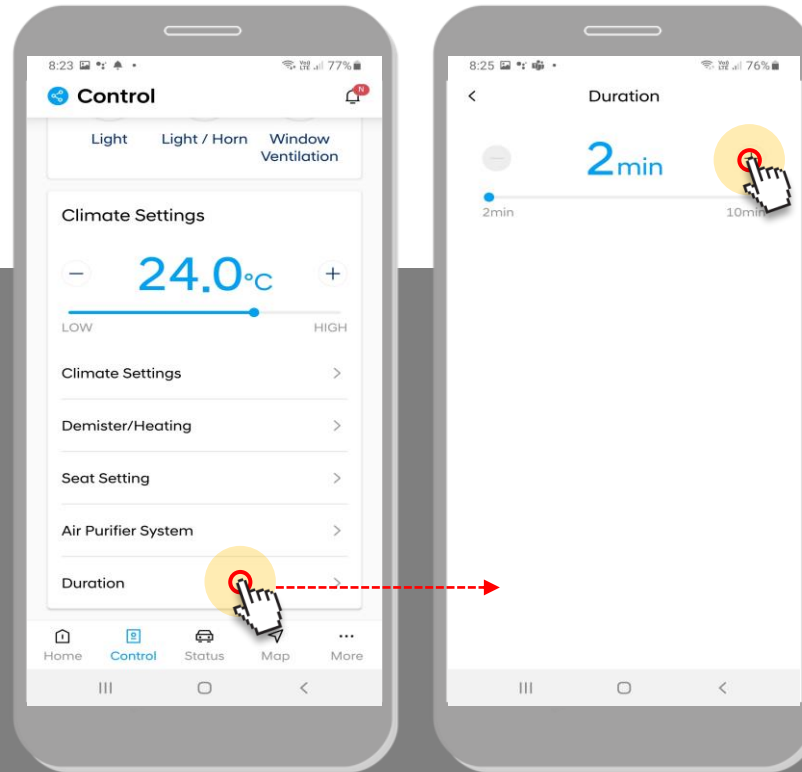 8:23
77%
Control
N
Light
Light / Horn
Window
Ventilation
Climate Settings
24.0°C
LOW
HIGH
Climate Settings
Demister/Heating
Seat Setting
Air Purifier System
Duration
Home
Control
Status
Map
More
8:25
76%
Duration
2min
2min
10min